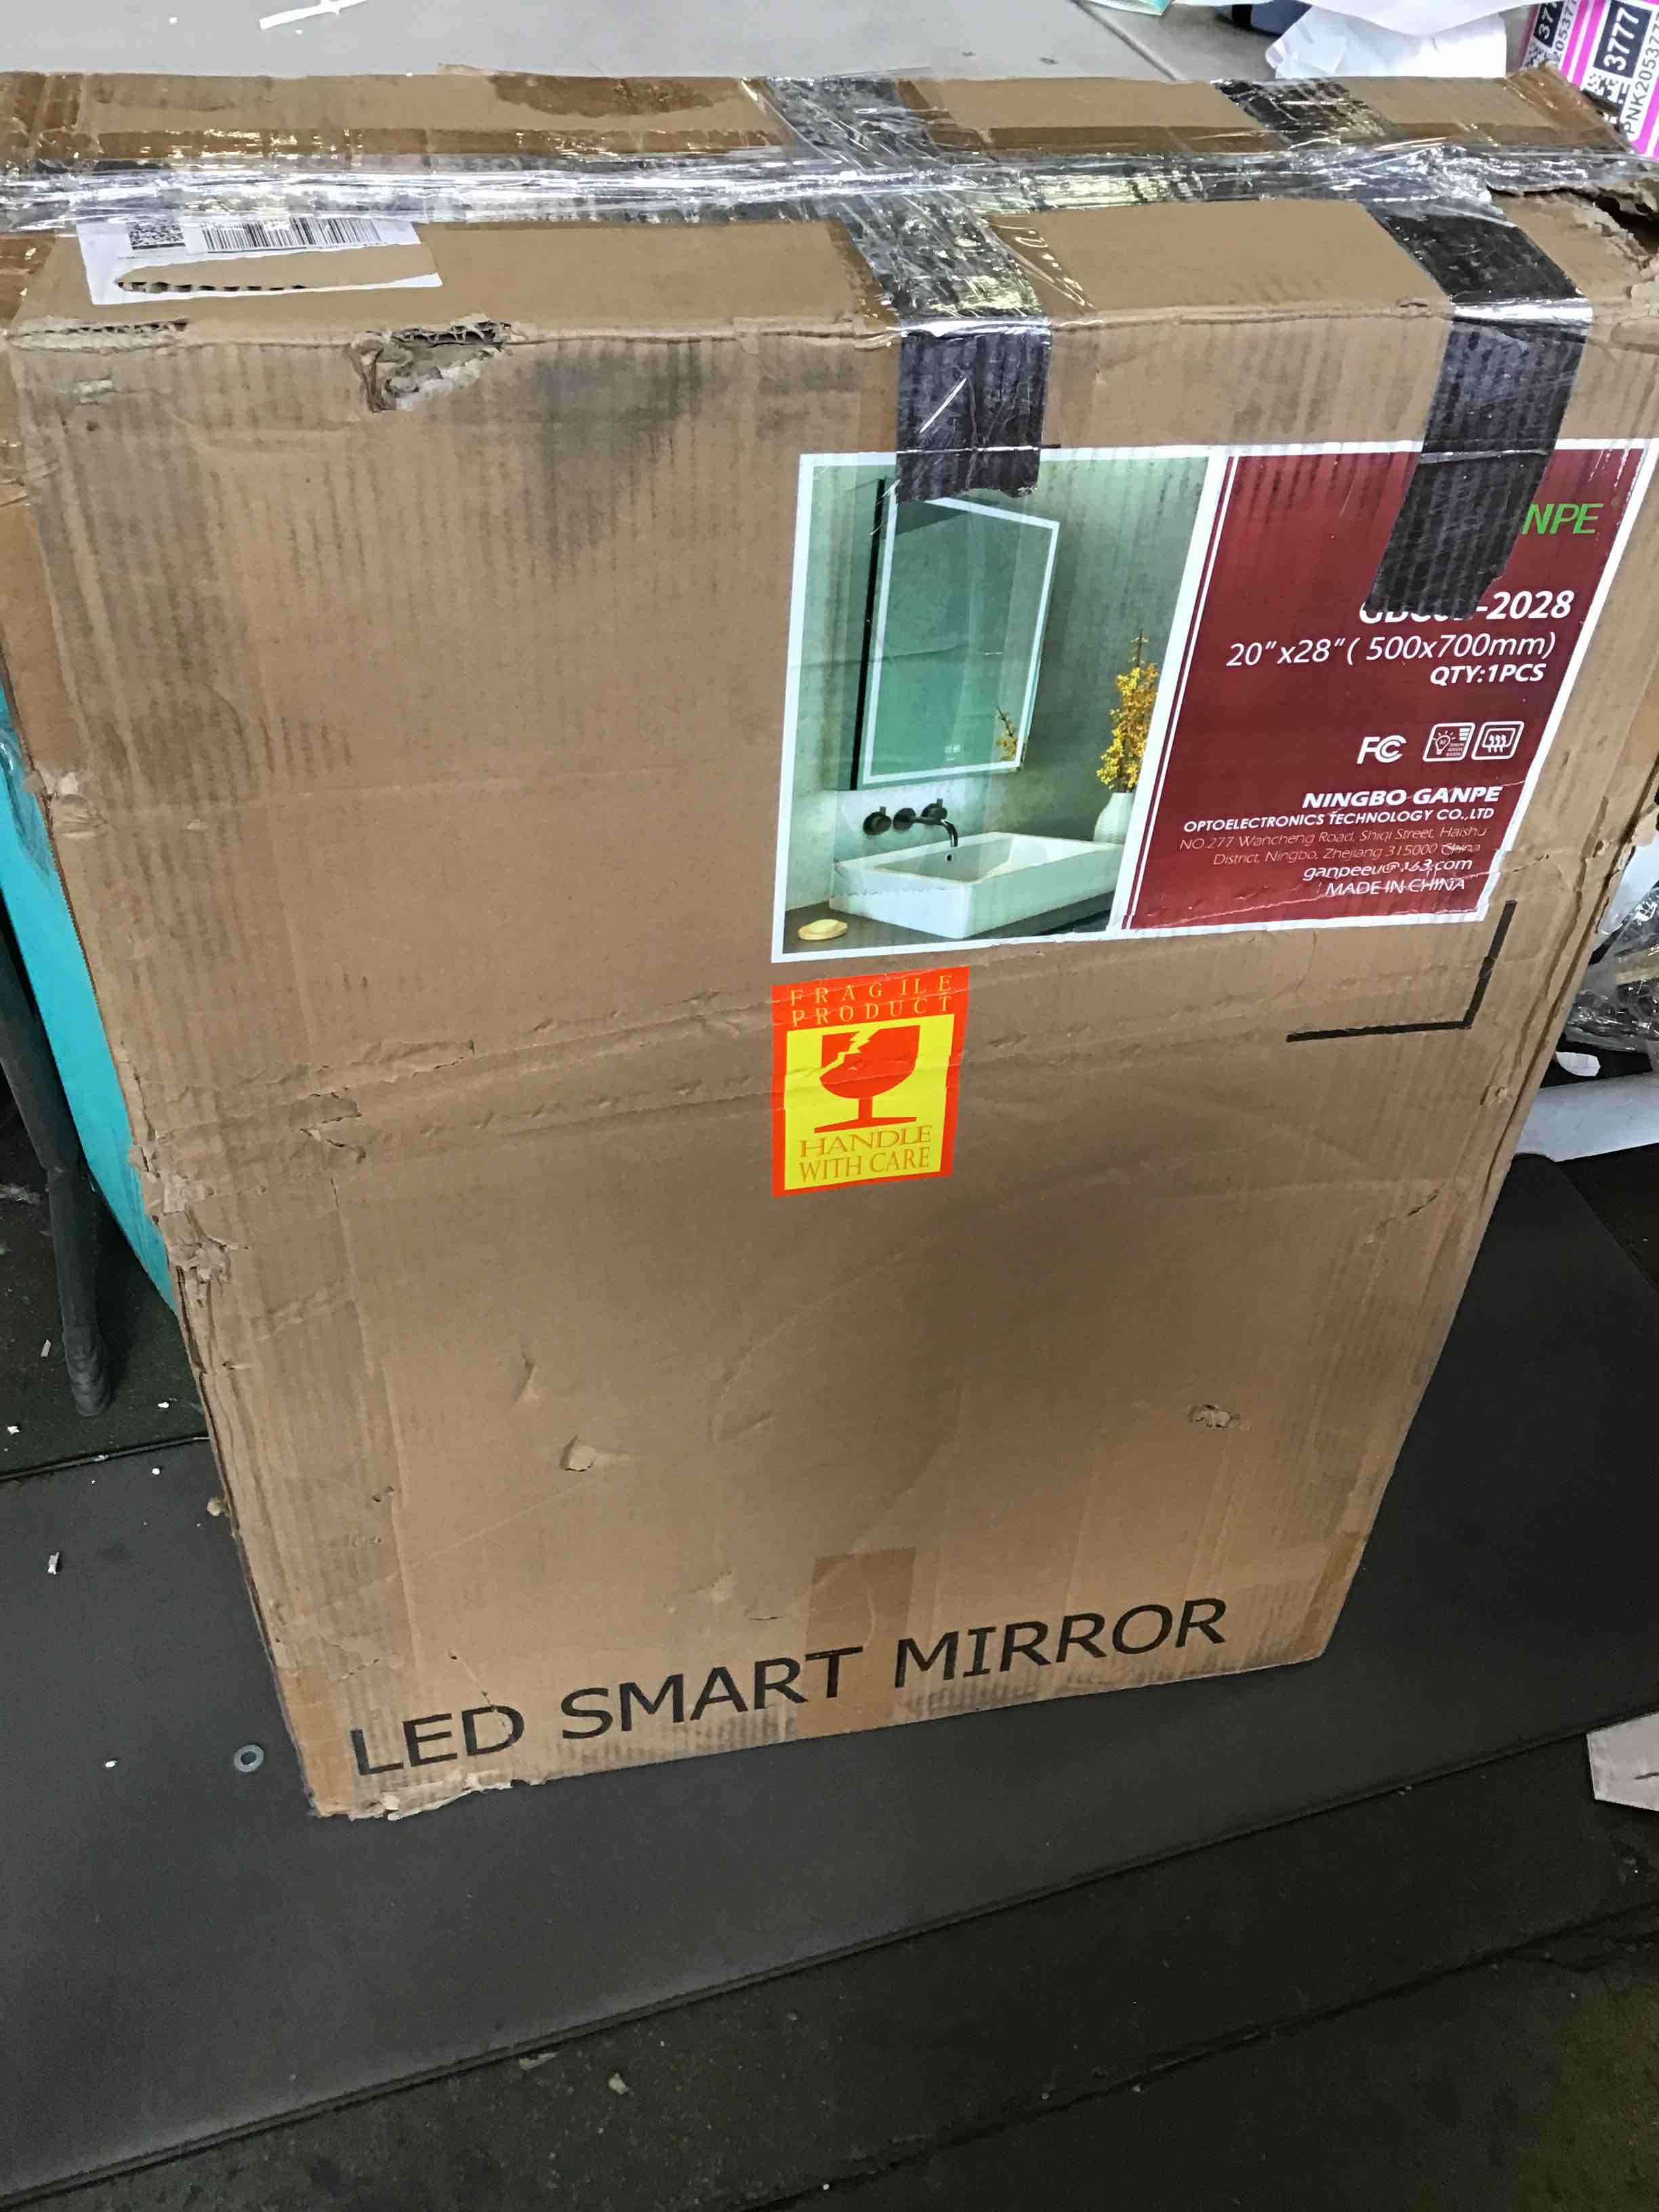 3777
PNK205377
NPE
-2028
20"x28"( 500x700mm)
QTY:1PCS
FC
NINGBO GANPE
OPTOELECTRONICS TECHNOLOGY CO.,LTD
NO.277 Wancheng Road, Shiqi Street, Haishu
District, Ningbo, Zhejiang 315000 China
ganpeeu@163.com
MADE IN CHINA
FRAGILE
PRODUCT
HANDLE
WITH CARE
LED SMART MIRROR